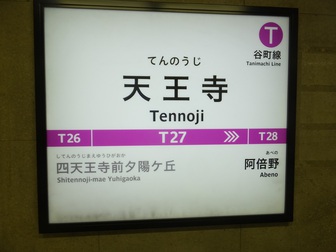 T
谷町線
Tanimachi Line
てんのうじ
天王寺
Tennoji
T26 T27 T28
してんのうじまえゆうひがおか
四天王寺前夕陽ケ丘
Shitennoji-mae Yuhigaoka
あべの
阿倍野
Abeno